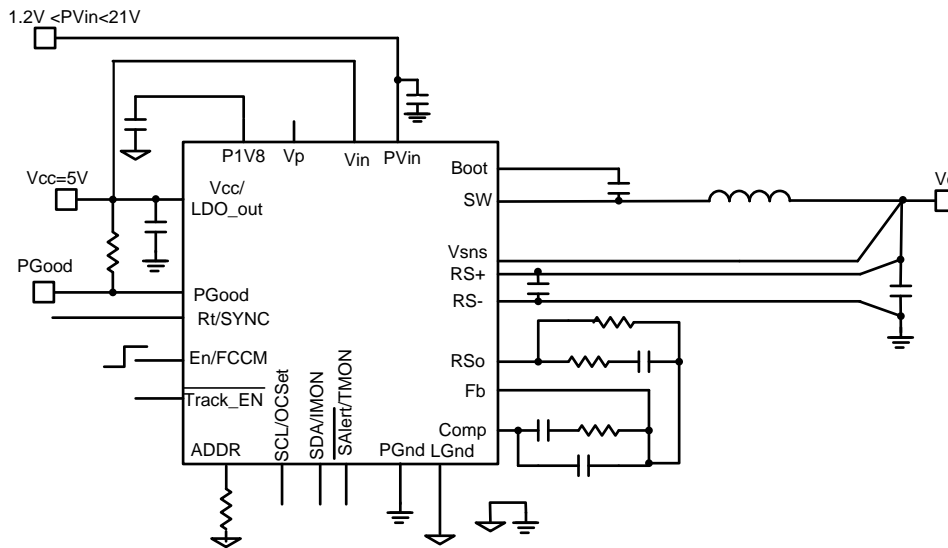 1.2V <PVin<21V
P1V8
Vp
Vin
PVin
Vcc=5V
Vcc/
LDO_out
Boot
SW
Vsns
RS+
RS-
PGood
PGood
Rt/SYNC
En/FCCM
Track_EN
RSo
Fb
Comp
ADDR
SCL/OCSet
SDA/IMON
SAlert/TMON
PGnd
LGnd